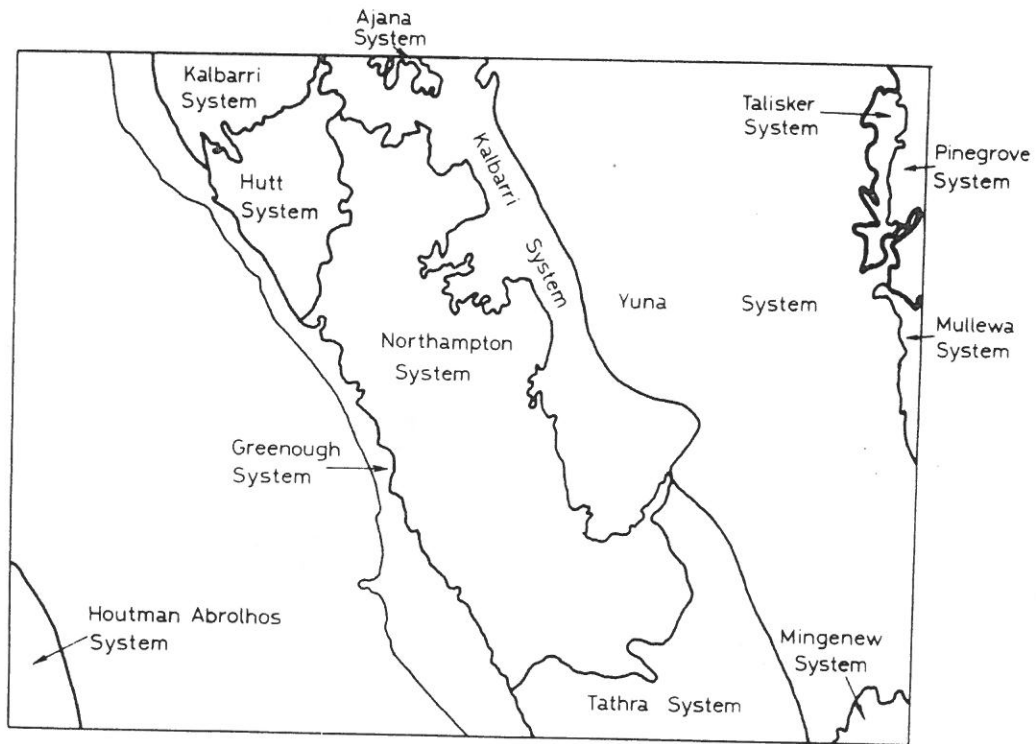 Ajana
System
Kalbarri
System
Talisker
System
Pinegrove
System
Hutt
System
Kalbarri
System
Yuna System
Northampton
System
Mullewa
System
Greenough
System
Houtman Abrolhos
System
Mingenew
System
Tathra System